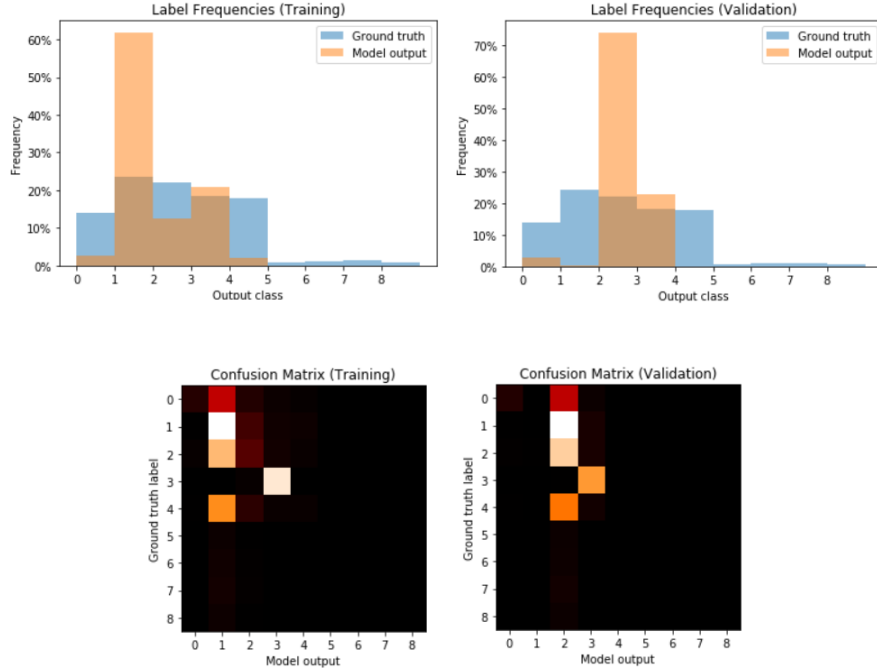 Label Frequencies (Training)
60%
50%
40%
30%
20%
10%
0%
Frequency
Ground truth
Model output
0 1 2 3 4 5 6 7 8
Output class
Label Frequencies (Validation)
70%
60%
50%
40%
30%
20%
10%
0%
Frequency
Ground truth
Model output
0 1 2 3 4 5 6 7 8
Output class
Confusion Matrix (Training)
0
1
2
3
4
5
6
7
8
Ground truth label
0 1 2 3 4 5 6 7 8
Model output
Confusion Matrix (Validation)
0
1
2
3
4
5
6
7
8
Ground truth label
0 1 2 3 4 5 6 7 8
Model output